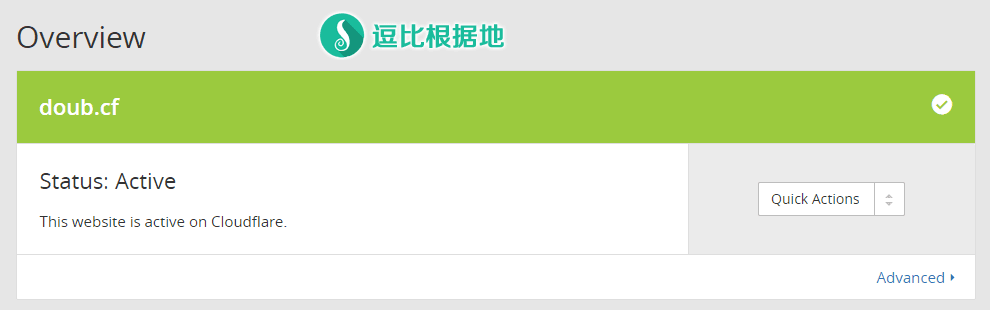 Overview
逗比根据地
doub.cf
Status: Active
This website is active on Cloudflare.
Quick Actions
Advanced